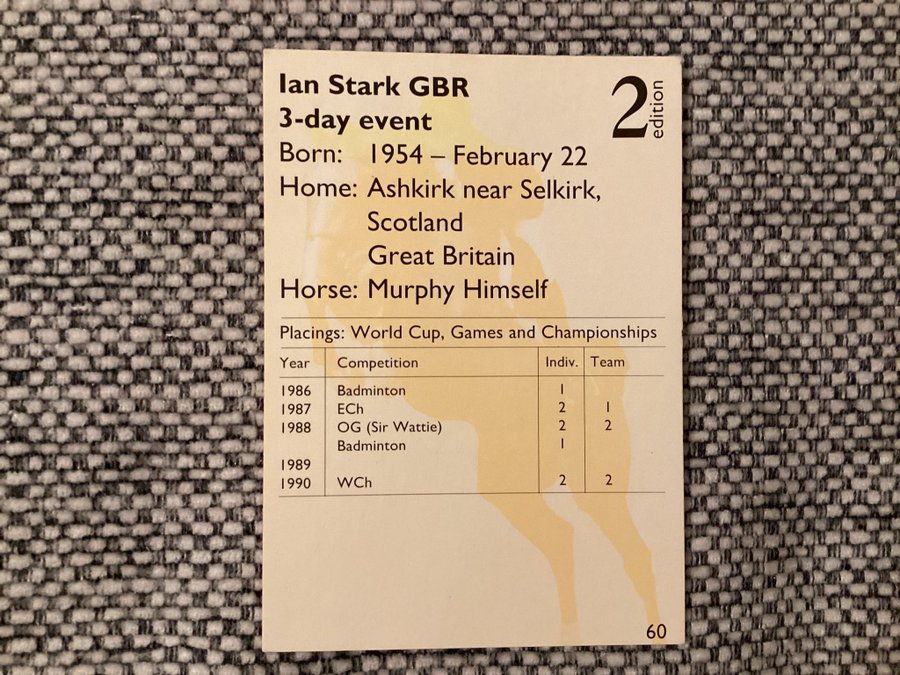 Ian Stark GBR
3-day event
2 edition
Born: 1954 – February 22
Home: Ashkirk near Selkirk,
Scotland
Great Britain
Horse: Murphy Himself
Placings: World Cup, Games and Championships
Year Competition Indiv. Team
1986 Badminton 1
1987 ECh 2 1
1988 OG (Sir Wattie) 2 2
Badminton 1
1989
1990 WCh 2 2
60